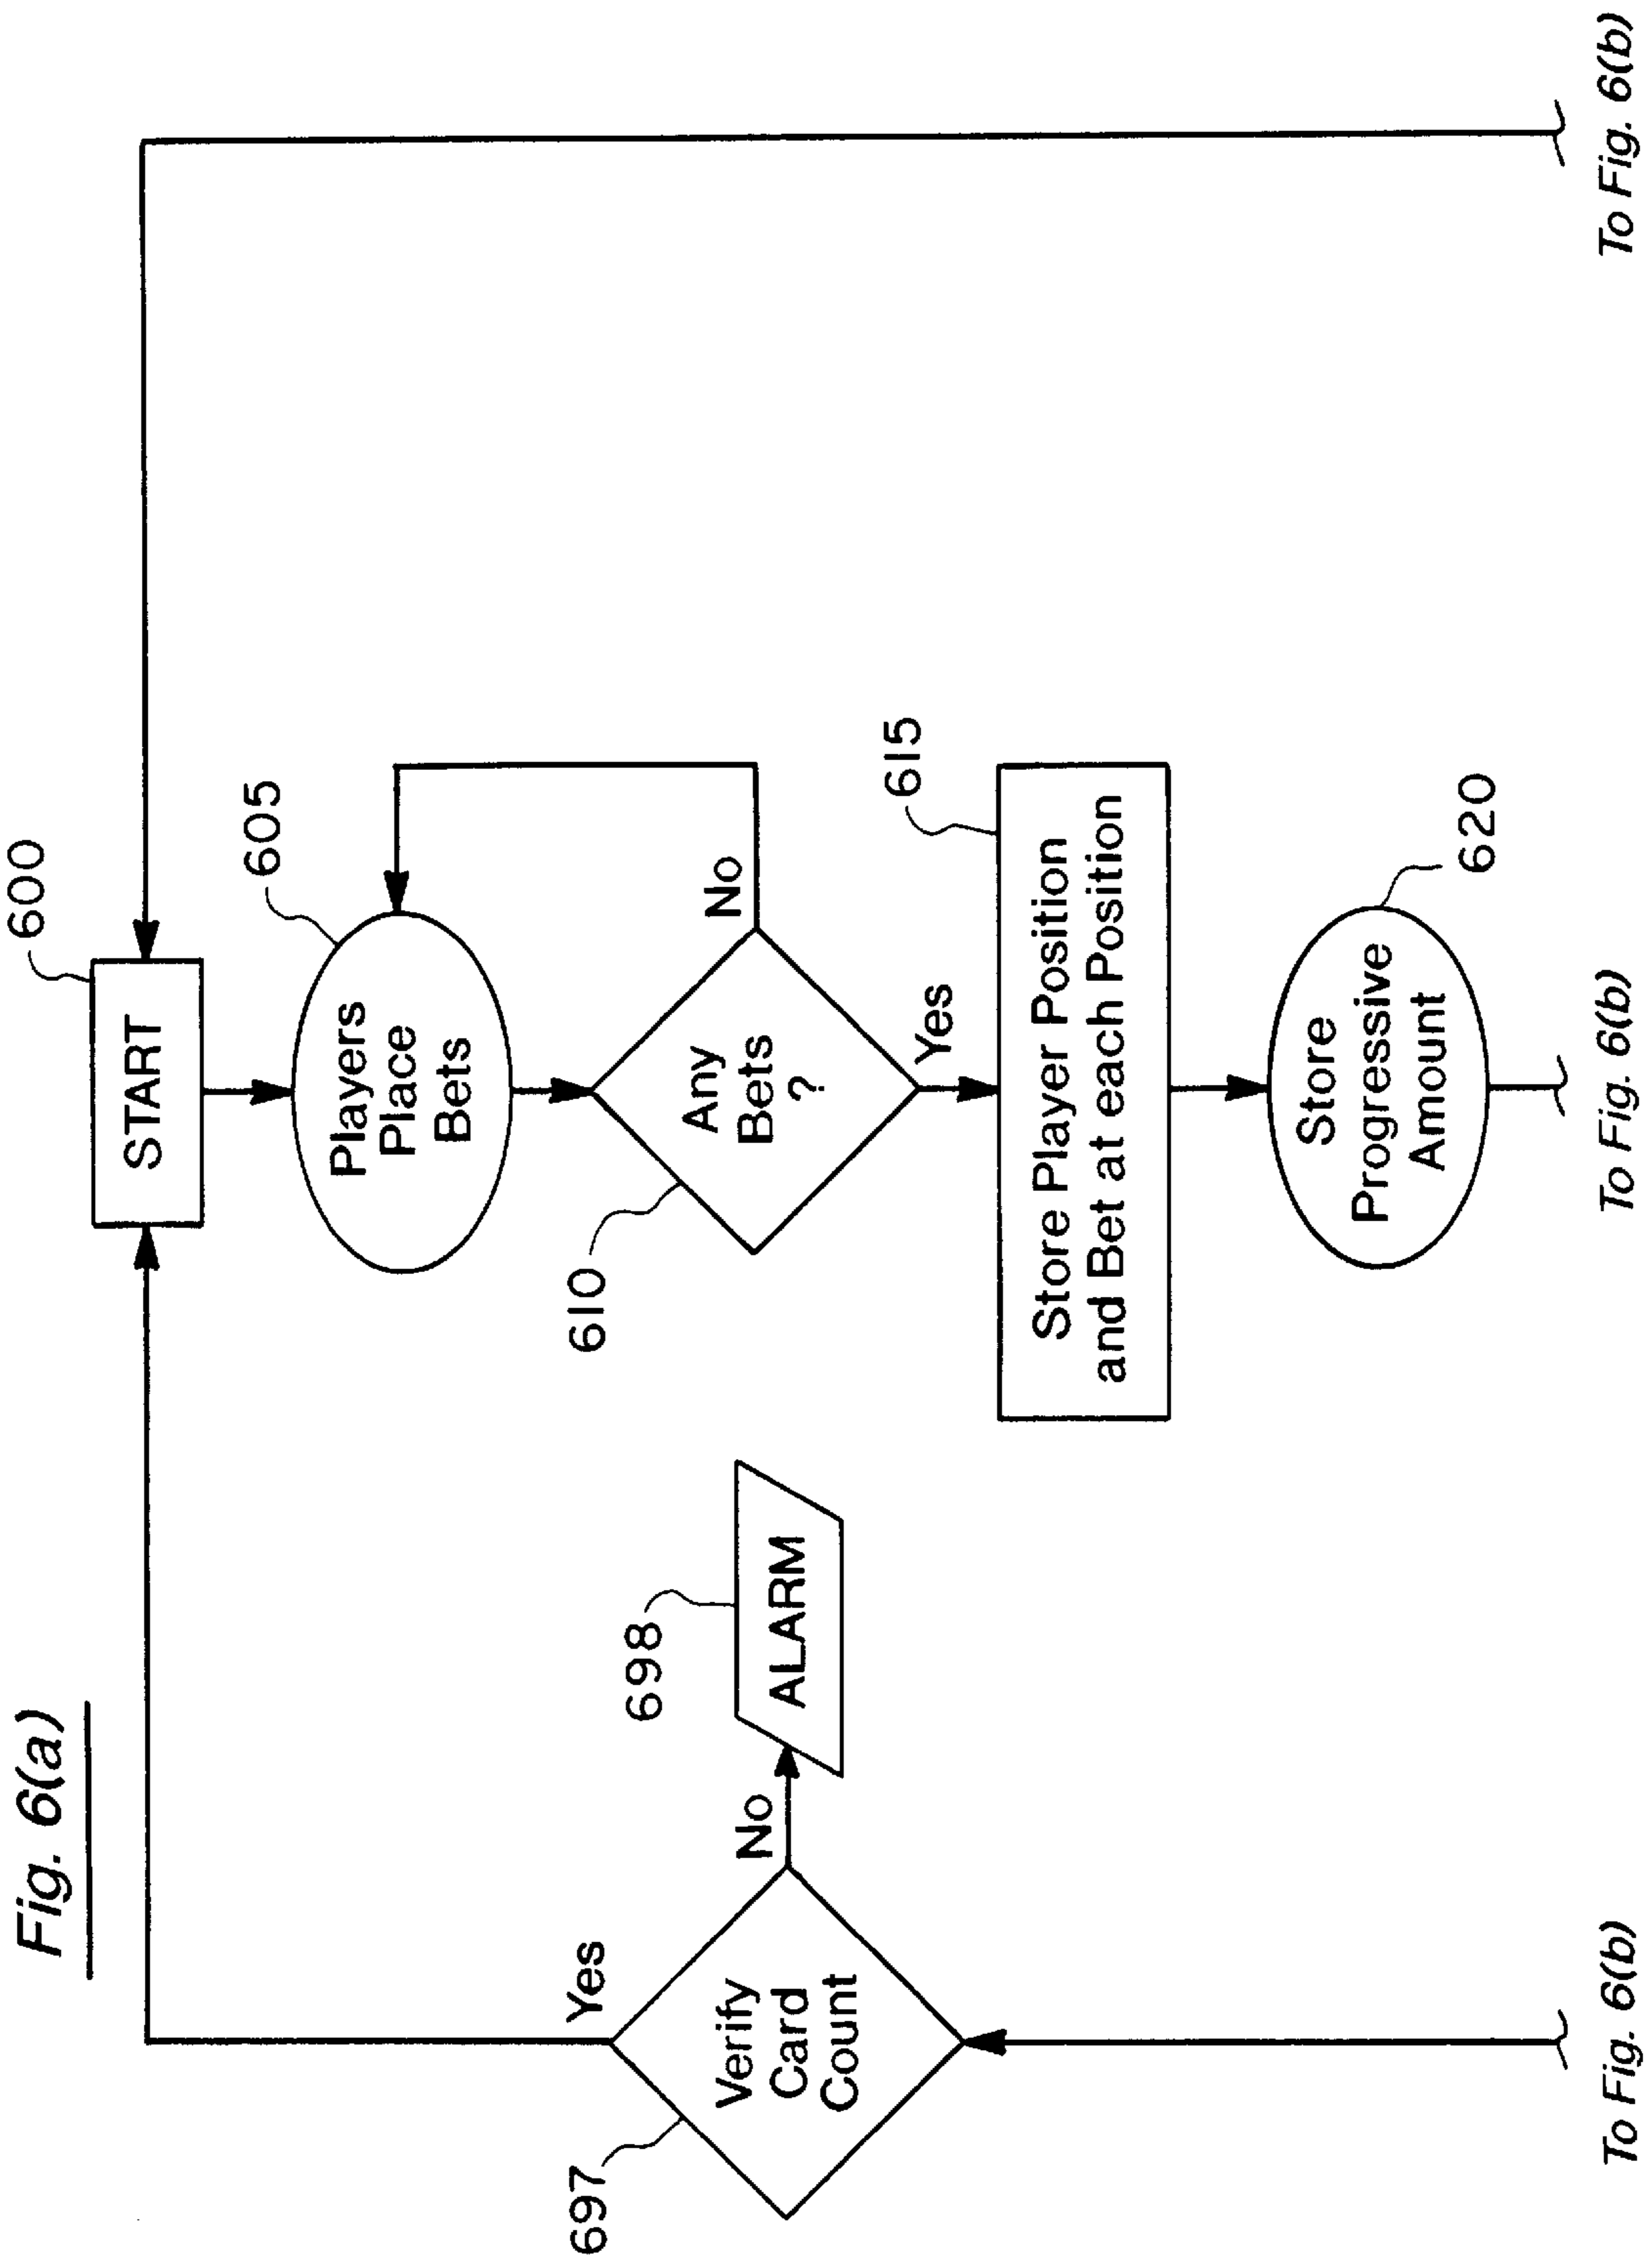 Fig. 6(a)
600
START
605
Players
Place
Bets
610
Any
Bets
?
No
Yes
615
Store Player Position
and Bet at each Position
620
Store
Progressive
Amount
697
Verify
Card
Count
Yes
No
698
ALARM
To Fig. 6(b)
To Fig. 6(b)
To Fig. 6(b)